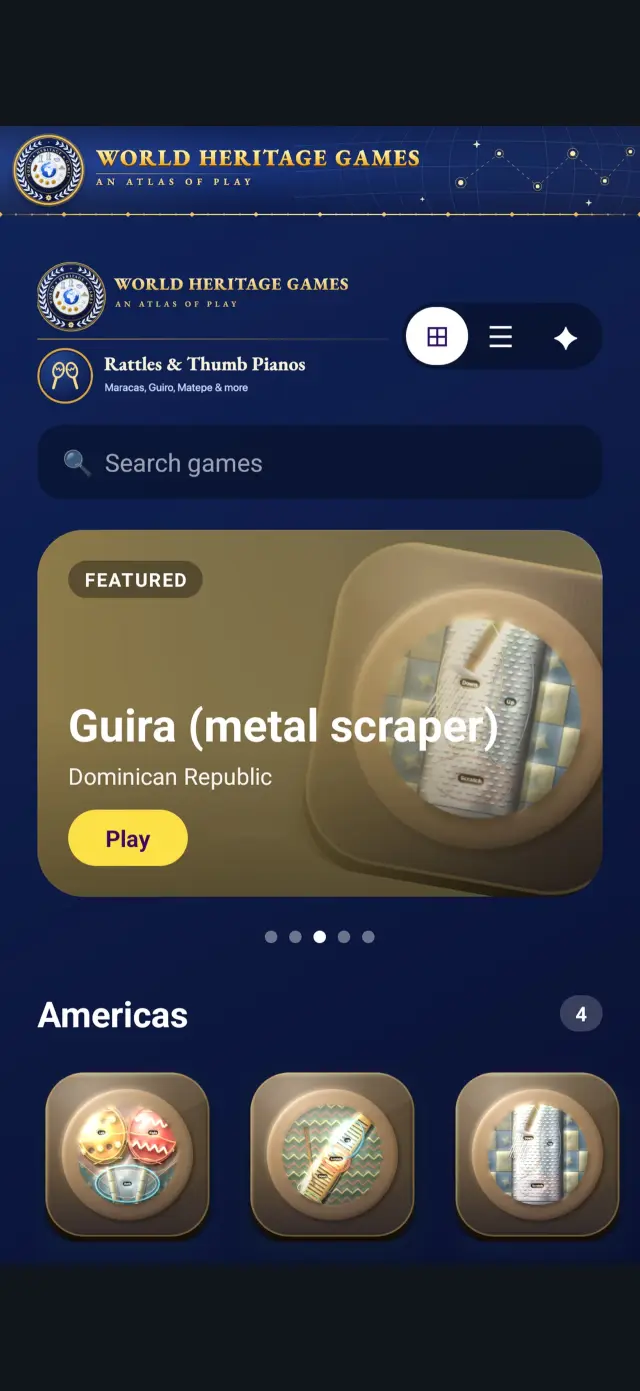 WORLD HERITAGE GAMES
AN ATLAS OF PLAY
WORLD HERITAGE GAMES
AN ATLAS OF PLAY
Rattles & Thumb Pianos
Maracas, Guiro, Matepe & more
Search games
FEATURED
Guira (metal scraper)
Dominican Republic
Play
Americas
4